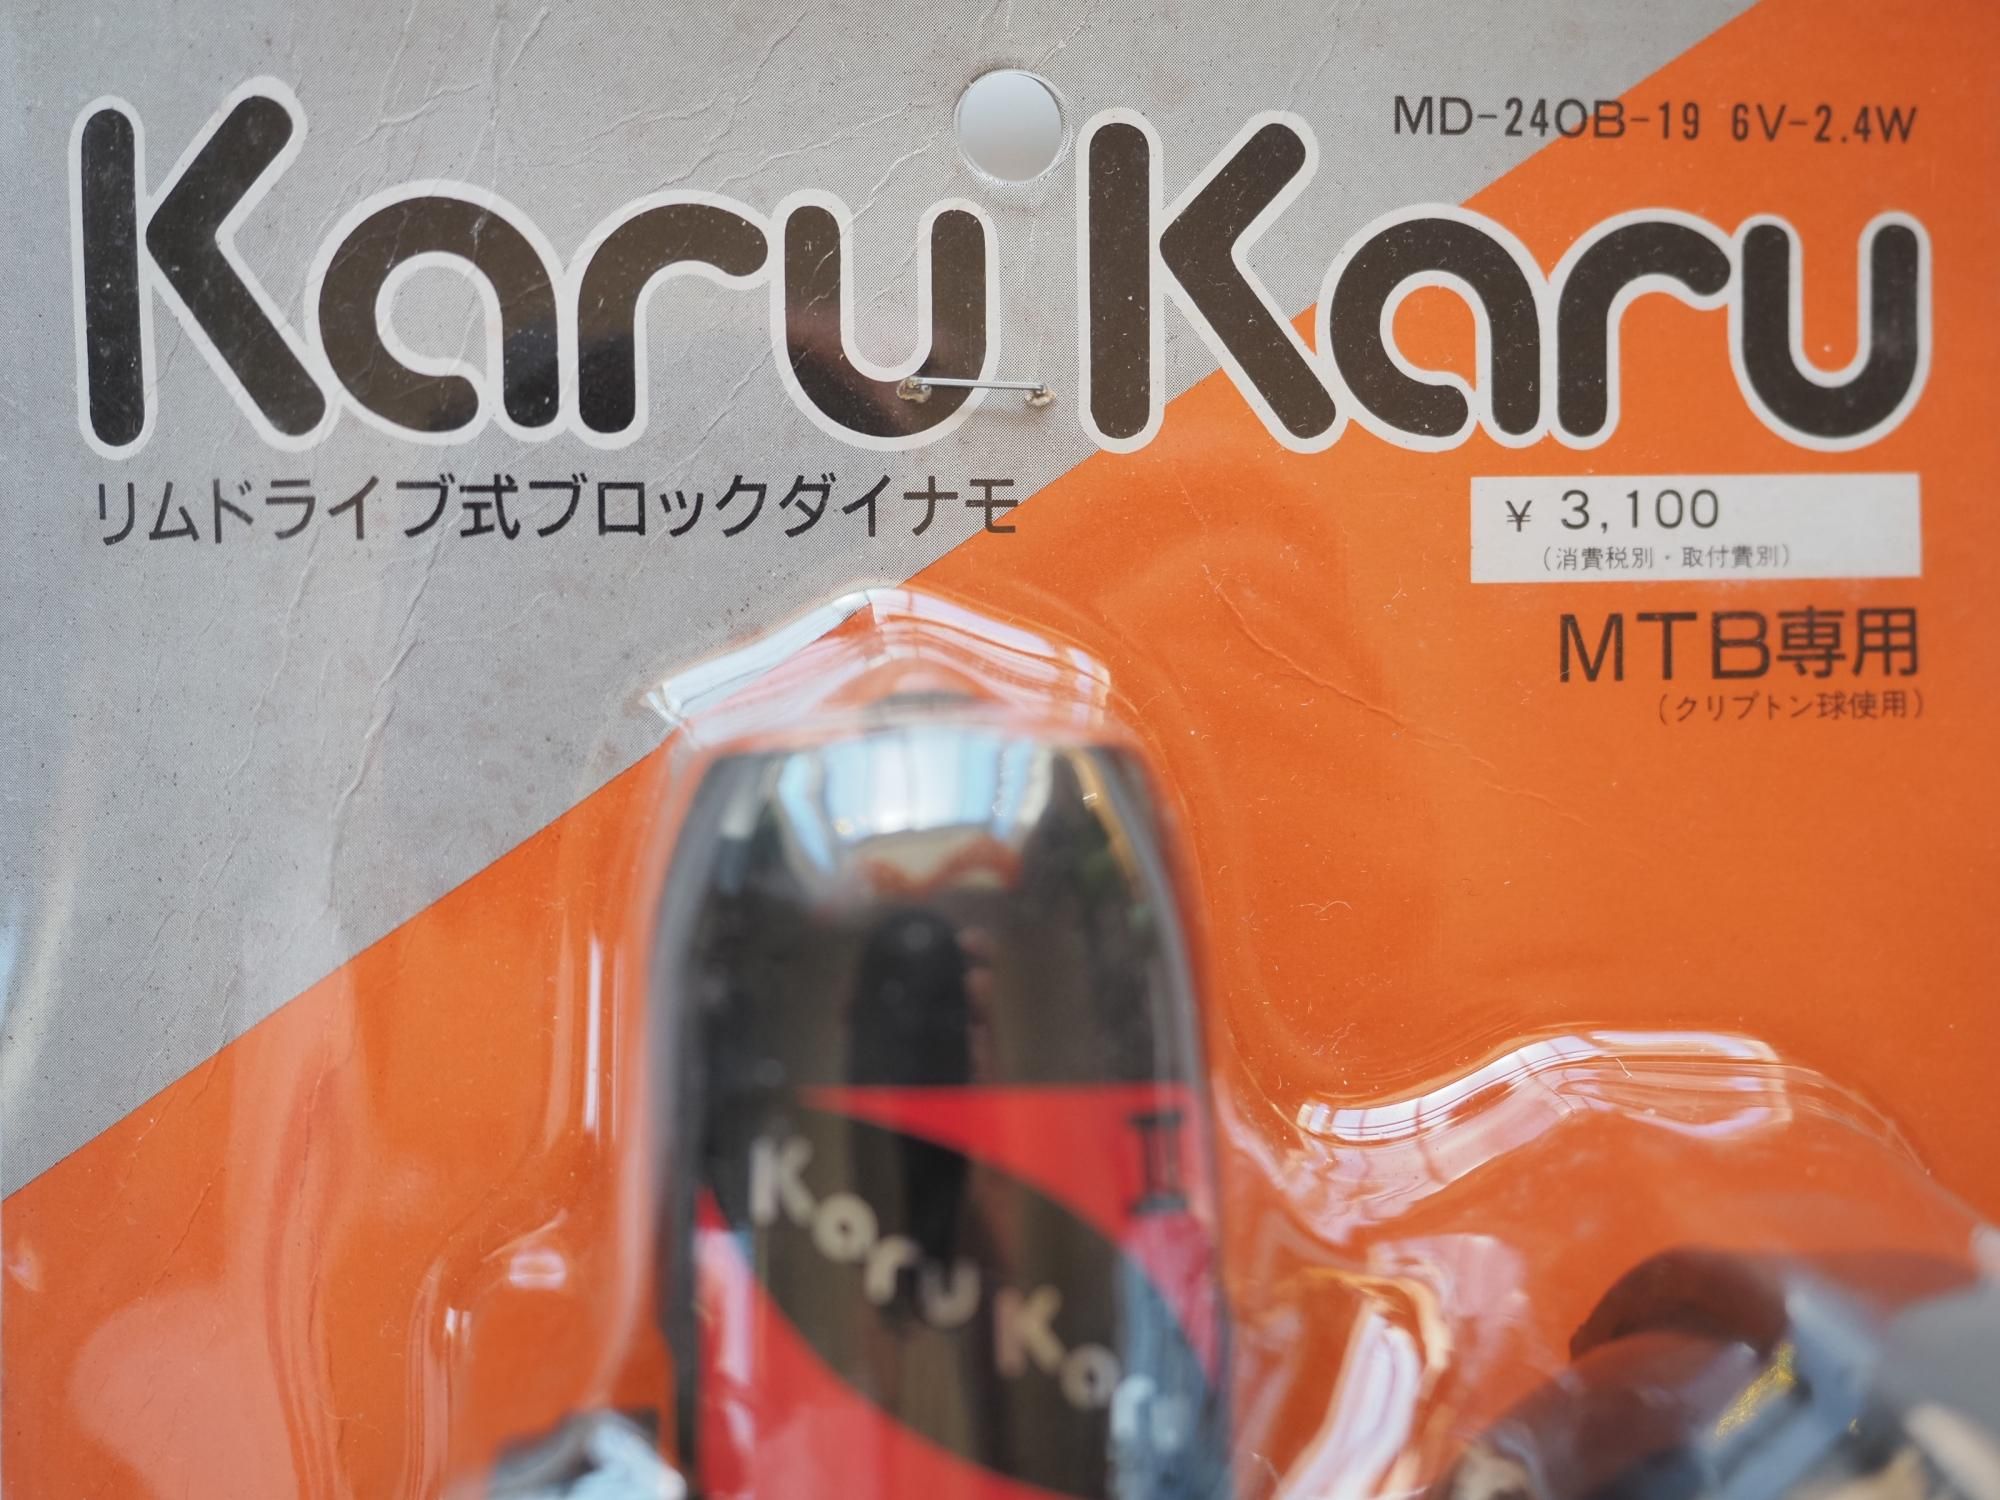 MD-240B-19 6V-2.4W
Karu Karu
リムドライブ式ブロックダイナモ
¥ 3,100
(消費税別・取付費別)
MTB専用
(クリプトン球使用)
Karu Ka